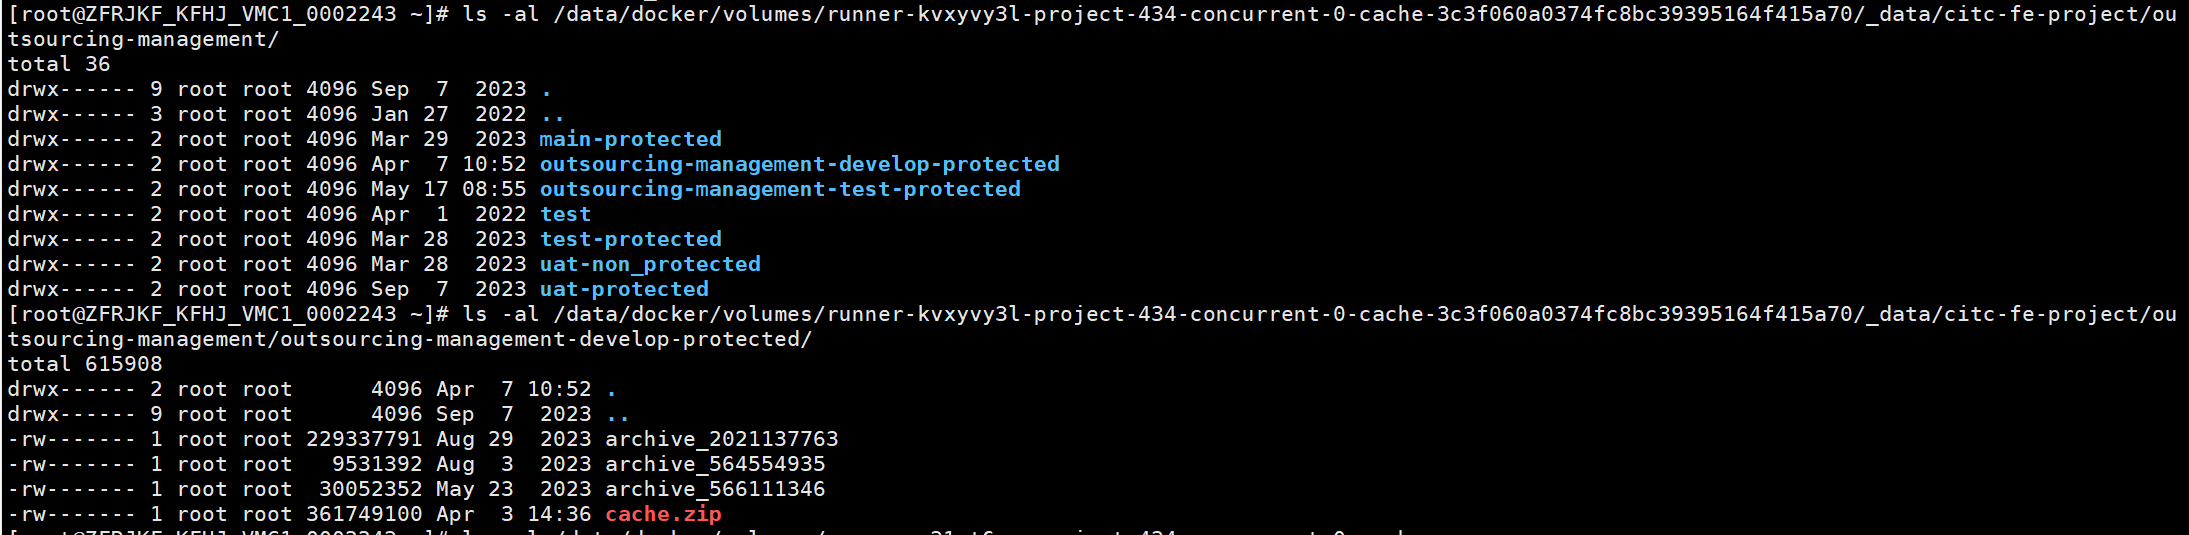 [root@ZFRJKF_KFHJ_VMC1_0002243 ~]# ls -al /data/docker/volumes/runner-kvxyvy3l-project-434-concurrent-0-cache-3c3f060a0374fc8bc39395164f415a70/_data/citc-fe-project/ou
tsourcing-management/
total 36
drwx------ 9 root root 4096 Sep  7  2023 .
drwx------ 3 root root 4096 Jan 27  2022 ..
drwx------ 2 root root 4096 Mar 29  2023 main-protected
drwx------ 2 root root 4096 Apr  7 10:52 outsourcing-management-develop-protected
drwx------ 2 root root 4096 May 17 08:55 outsourcing-management-test-protected
drwx------ 2 root root 4096 Apr  1  2022 test
drwx------ 2 root root 4096 Mar 28  2023 test-protected
drwx------ 2 root root 4096 Mar 28  2023 uat-non_protected
drwx------ 2 root root 4096 Sep  7  2023 uat-protected
[root@ZFRJKF_KFHJ_VMC1_0002243 ~]# ls -al /data/docker/volumes/runner-kvxyvy3l-project-434-concurrent-0-cache-3c3f060a0374fc8bc39395164f415a70/_data/citc-fe-project/ou
tsourcing-management/outsourcing-management-develop-protected/
total 615908
drwx------ 2 root root      4096 Apr  7 10:52 .
drwx------ 9 root root      4096 Sep  7  2023 ..
-rw------- 1 root root 229337791 Aug 29  2023 archive_2021137763
-rw------- 1 root root   9531392 Aug  3  2023 archive_564554935
-rw------- 1 root root  30052352 May 23  2023 archive_566111346
-rw------- 1 root root 361749100 Apr  3 14:36 cache.zip